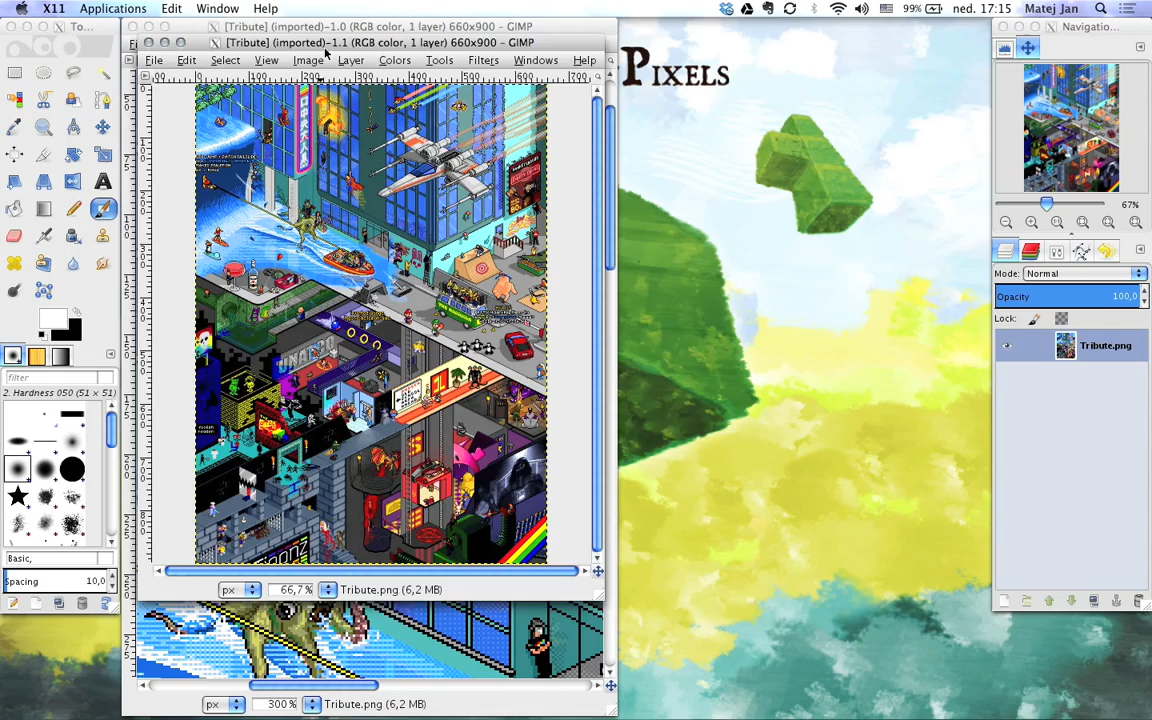 X11 Applications Edit Window Help
99% ned. 17:15 Matej Jan
To...
[Tribute] (imported)-1.0 (RGB color, 1 layer) 660x900 – GIMP
[Tribute] (imported)-1.1 (RGB color, 1 layer) 660x900 – GIMP
File Edit Select View Image Layer Colors Tools Filters Windows Help
PIXELS
Navigatio...
67%
Mode: Normal
Opacity 100,0
Lock:
Tribute.png
filter
2. Hardness 050 (51 × 51)
Basic,
Spacing 10,0
px 66,7% Tribute.png (6,2 MB)
px 300% Tribute.png (6,2 MB)